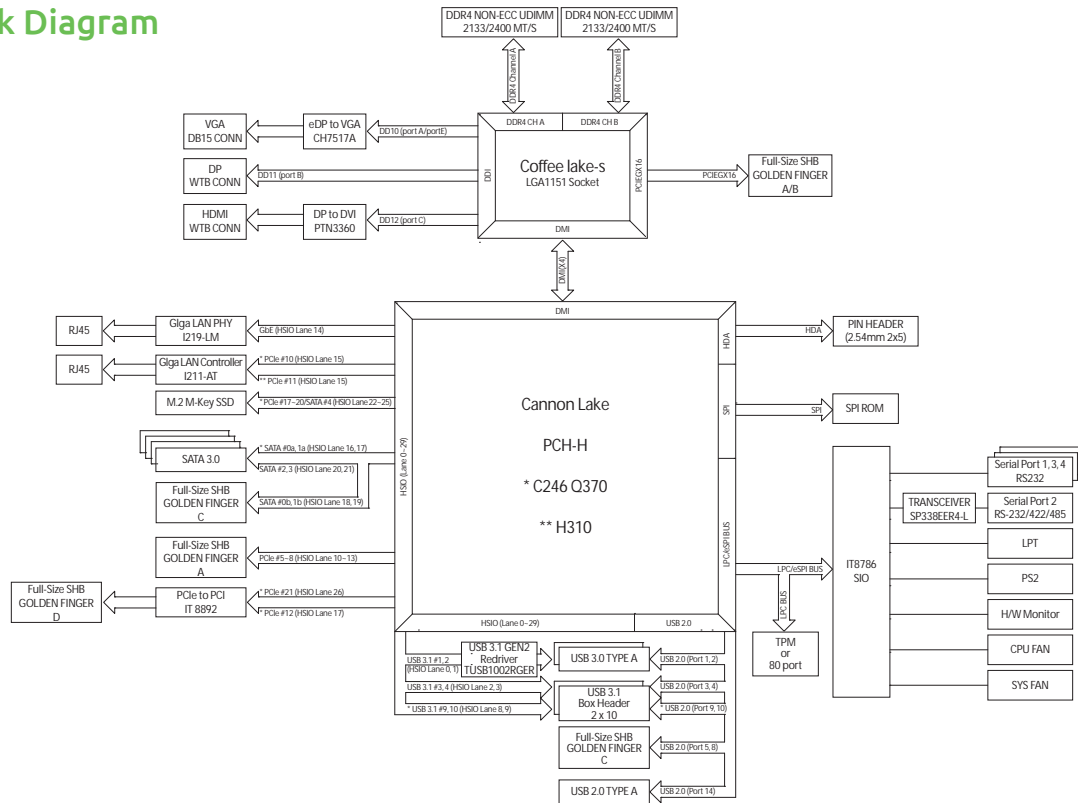 k Diagram
DDR4 NON-ECC UDIMM
2133/2400 MT/S
DDR4 NON-ECC UDIMM
2133/2400 MT/S
DDR4 Channel A
DDR4 Channel B
DDR4 CH A
DDR4 CH B
VGA
DB15 CONN
eDP to VGA
CH7517A
DD10 (port A/portE)
DP
WTB CONN
DD11 (port B)
HDMI
WTB CONN
DP to DVI
PTN3360
DD12 (port C)
DDI
Coffee lake-s
LGA1151 Socket
PCIEGX16
PCIEGX16
Full-Size SHB
GOLDEN FINGER
A/B
DMI
DMI(X4)
DMI
RJ45
GIga LAN PHY
I219-LM
GbE (HSIO Lane 14)
RJ45
GIga LAN Controller
I211-AT
* PCIe #10 (HSIO Lane 15)
** PCIe #11 (HSIO Lane 15)
M.2 M-Key SSD
* PCIe #17~20/SATA #4 (HSIO Lane 22~25)
SATA 3.0
* SATA #0a, 1a (HSIO Lane 16, 17)
SATA #2, 3 (HSIO Lane 20, 21)
Full-Size SHB
GOLDEN FINGER
C
SATA #0b, 1b (HSIO Lane 18, 19)
Full-Size SHB
GOLDEN FINGER
A
PCIe #5~8 (HSIO Lane 10~13)
Full-Size SHB
GOLDEN FINGER
D
PCIe to PCI
IT 8892
* PCIe #21 (HSIO Lane 26)
* PCIe #12 (HSIO Lane 17)
HSIO (Lane 0~29)
Cannon Lake
PCH-H
* C246 Q370
** H310
HDA
HDA
PIN HEADER
(2.54mm 2x5)
SPI
SPI
SPI ROM
LPC/eSPI BUS
LPC/eSPI BUS
LPC BUS
TPM
or
80 port
IT8786
SIO
Serial Port 1, 3, 4
RS232
TRANSCEIVER
SP338EER4-L
Serial Port 2
RS-232/422/485
LPT
PS2
H/W Monitor
CPU FAN
SYS FAN
HSIO (Lane 0~29)
USB 2.0
USB 3.1 #1, 2
(HSIO Lane 0, 1)
USB 3.1 GEN2
Redriver
TUSB1002RGER
USB 3.0 TYPE A
USB 2.0 (Port 1, 2)
USB 3.1 #3, 4 (HSIO Lane 2, 3)
USB 3.1
Box Header
2 x 10
USB 2.0 (Port 3, 4)
* USB 3.1 #9, 10 (HSIO Lane 8, 9)
* USB 2.0 (Port 9, 10)
Full-Size SHB
GOLDEN FINGER
C
USB 2.0 (Port 5, 8)
USB 2.0 TYPE A
USB 2.0 (Port 14)